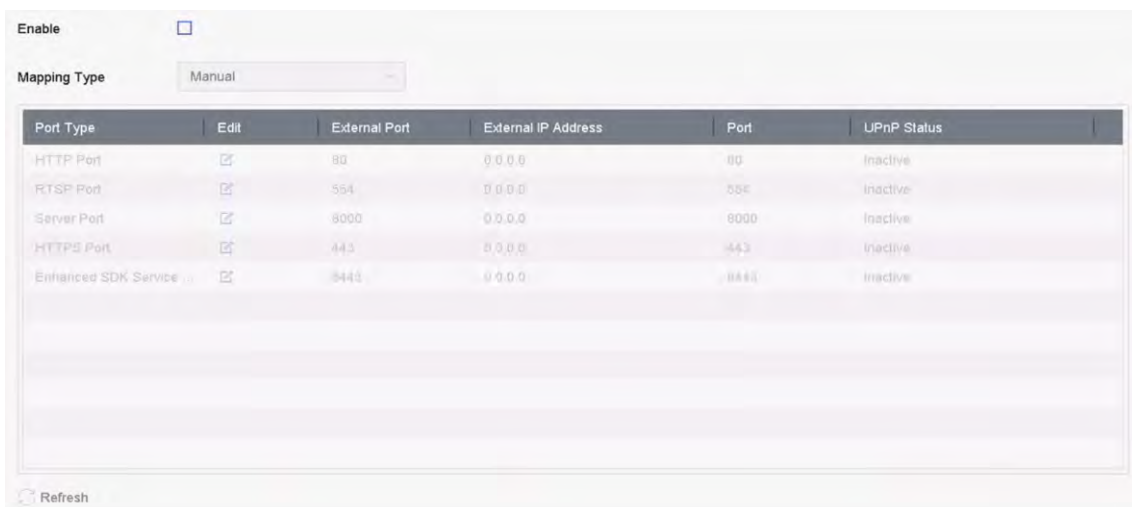 Enable
Mapping Type Manual
Port Type Edit External Port External IP Address Port UPnP Status
HTTP Port 80 0.0.0.0 80 Inactive
RTSP Port 554 0.0.0.0 554 Inactive
Server Port 8000 0.0.0.0 8000 Inactive
HTTPS Port 443 0.0.0.0 443 Inactive
Enhanced SDK Service ... 8443 0.0.0.0 8443 Inactive
Refresh